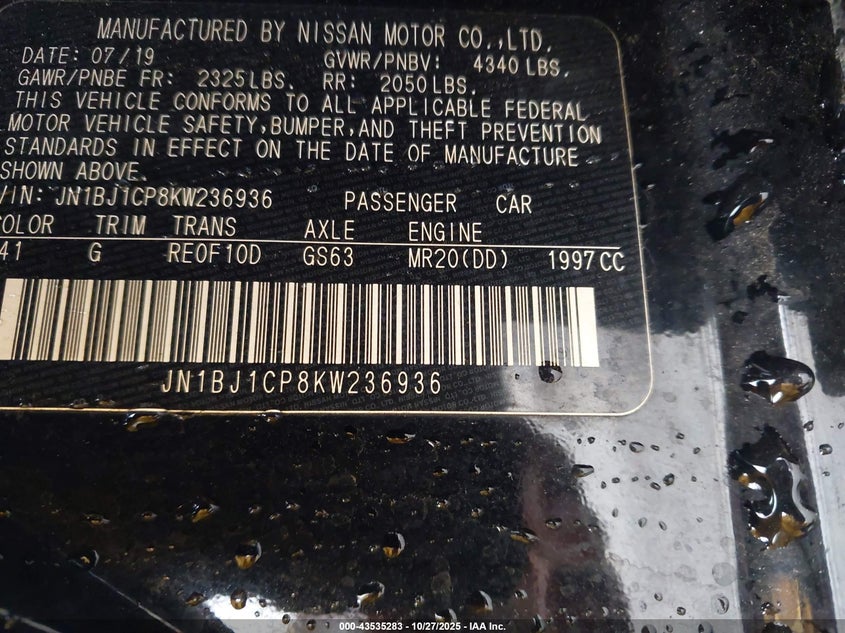 MANUFACTURED BY NISSAN MOTOR CO.,LTD.
DATE: 07/19 GVWR/PNBV: 4340 LBS.
GAWR/PNBE FR: 2325 LBS. RR: 2050 LBS.
THIS VEHICLE CONFORMS TO ALL APPLICABLE FEDERAL
MOTOR VEHICLE SAFETY,BUMPER,AND THEFT PREVENTION
STANDARDS IN EFFECT ON THE DATE OF MANUFACTURE
SHOWN ABOVE.
VIN: JN1BJ1CP8KW236936 PASSENGER CAR
COLOR TRIM TRANS AXLE ENGINE
41 G RE0F10D GS63 MR20(DD) 1997 CC
JN1BJ1CP8KW236936
000-43535283 - 10/27/2025 - IAA Inc.